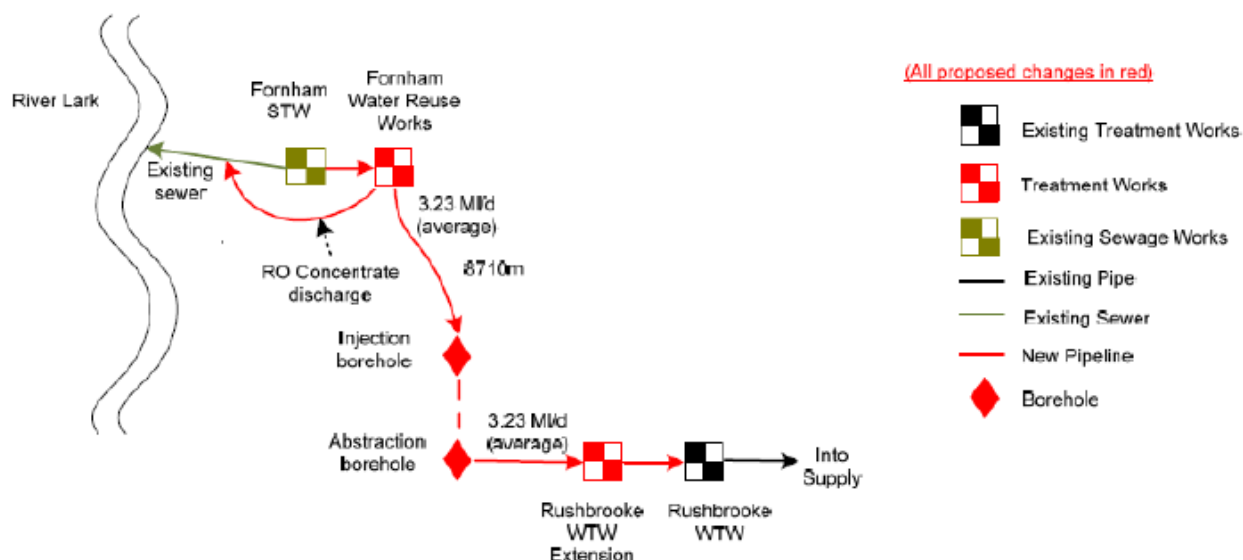 River Lark
Fornham
STW
Fornham
Water Reuse
Works
Existing
sewer
3.23 Ml/d
(average)
8710m
RO Concentrate
discharge
Injection
borehole
Abstraction
borehole
3.23 Ml/d
(average)
Rushbrooke
WTW
Extension
Rushbrooke
WTW
Into
Supply
(All proposed changes in red)
Existing Treatment Works
Treatment Works
Existing Sewage Works
Existing Pipe
Existing Sewer
New Pipeline
Borehole